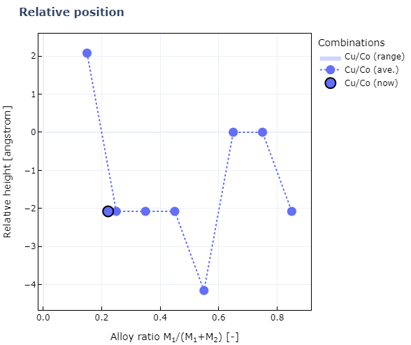 Relative position
Combinations
Cu/Co (range)
Cu/Co (ave.)
Cu/Co (now)
2
1
0
−1
−2
−3
−4
Relative height [angstrom]
0.0 0.2 0.4 0.6 0.8
Alloy ratio M₁/(M₁+M₂) [-]